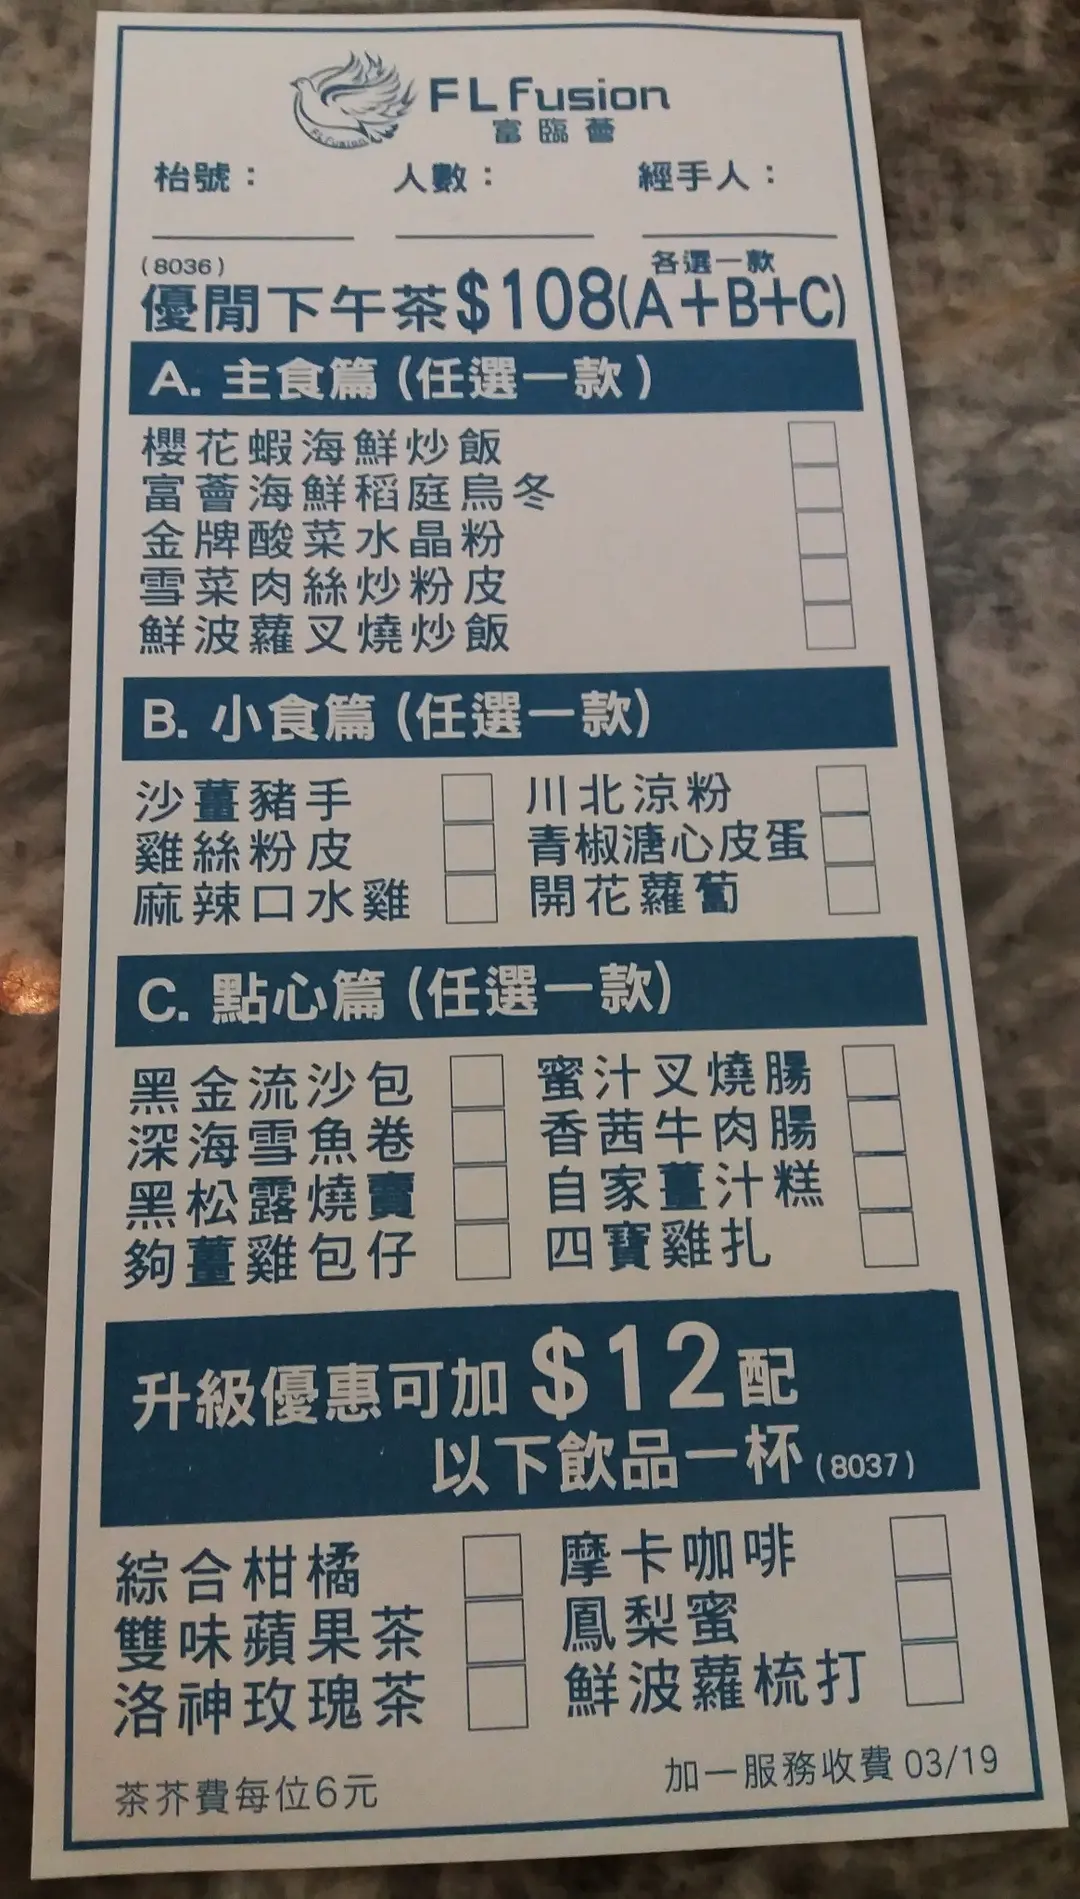 FL Fusion
FL Fusion
富臨薈
枱號： 人數： 經手人：
(8036)
各選一款
優閒下午茶$108(A+B+C)
A. 主食篇 (任選一款)
櫻花蝦海鮮炒飯
富薈海鮮稻庭烏冬
金牌酸菜水晶粉
雪菜肉絲炒粉皮
鮮波蘿叉燒炒飯
B. 小食篇 (任選一款)
沙薑豬手 川北涼粉
雞絲粉皮 青椒溏心皮蛋
麻辣口水雞 開花蘿蔔
C. 點心篇 (任選一款)
黑金流沙包 蜜汁叉燒腸
深海雪魚卷 香茜牛肉腸
黑松露燒賣 自家薑汁糕
夠薑雞包仔 四寶雞扎
升級優惠可加 $12 配
以下飲品一杯 (8037)
綜合柑橘 摩卡咖啡
雙味蘋果茶 鳳梨蜜
洛神玫瑰茶 鮮波蘿梳打
茶芥費每位6元 加一服務收費 03/19